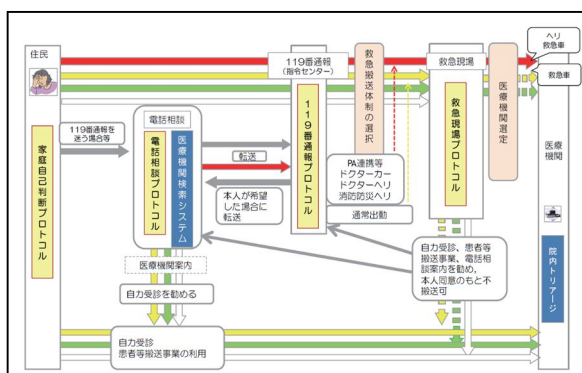 住民
119番通報
(指令センター)
救急搬送体制の選択
救急現場
医療機関選定
ヘリ
救急車
救急車
医療機関
家庭自己判断プロトコル
119番通報を
迷う場合等
電話相談
電話相談プロトコル
医療機関検索システム
転送
本人が希望
した場合に
転送
119番通報プロトコル
PA連携等
ドクターカー
ドクターヘリ
消防防災ヘリ
通常出動
救急現場プロトコル
医療機関案内
自力受診を勧める
自力受診、患者等
搬送事業、電話相
談案内を勧め,
本人同意のもと不
搬送可
院内トリアージ
自力受診
患者等搬送事業の利用